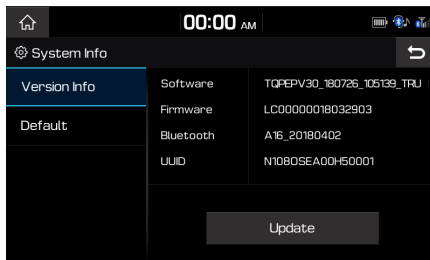 00:00 AM
System Info
Version Info
Default
Software TQPEPV30_180726_105139_TRU
Firmware LC00000018032903
Bluetooth A16_20180402
UUID N1080SEA00H50001
Update